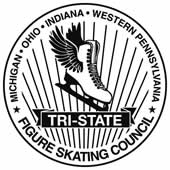 MICHIGAN • OHIO • INDIANA • WESTERN PENNSYLVANIA
TRI-STATE
FIGURE SKATING COUNCIL